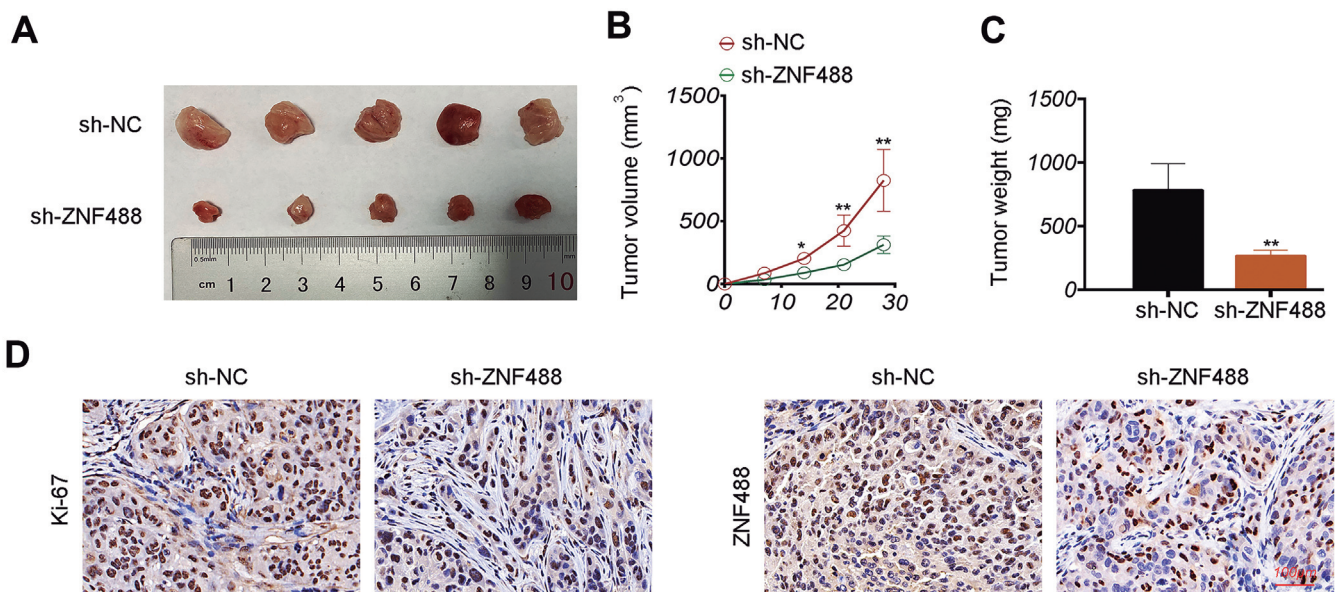 A
sh-NC
sh-ZNF488
0.5mm
cm 1 2 3 4 5 6 7 8 9 10
B
sh-NC
sh-ZNF488
Tumor volume (mm³)
1500
1000
500
0
0 10 20 30
*
**
**
C
Tumor weight (mg)
1500
1000
500
0
**
sh-NC sh-ZNF488
D
sh-NC sh-ZNF488
Ki-67
sh-NC sh-ZNF488
ZNF488
100μm